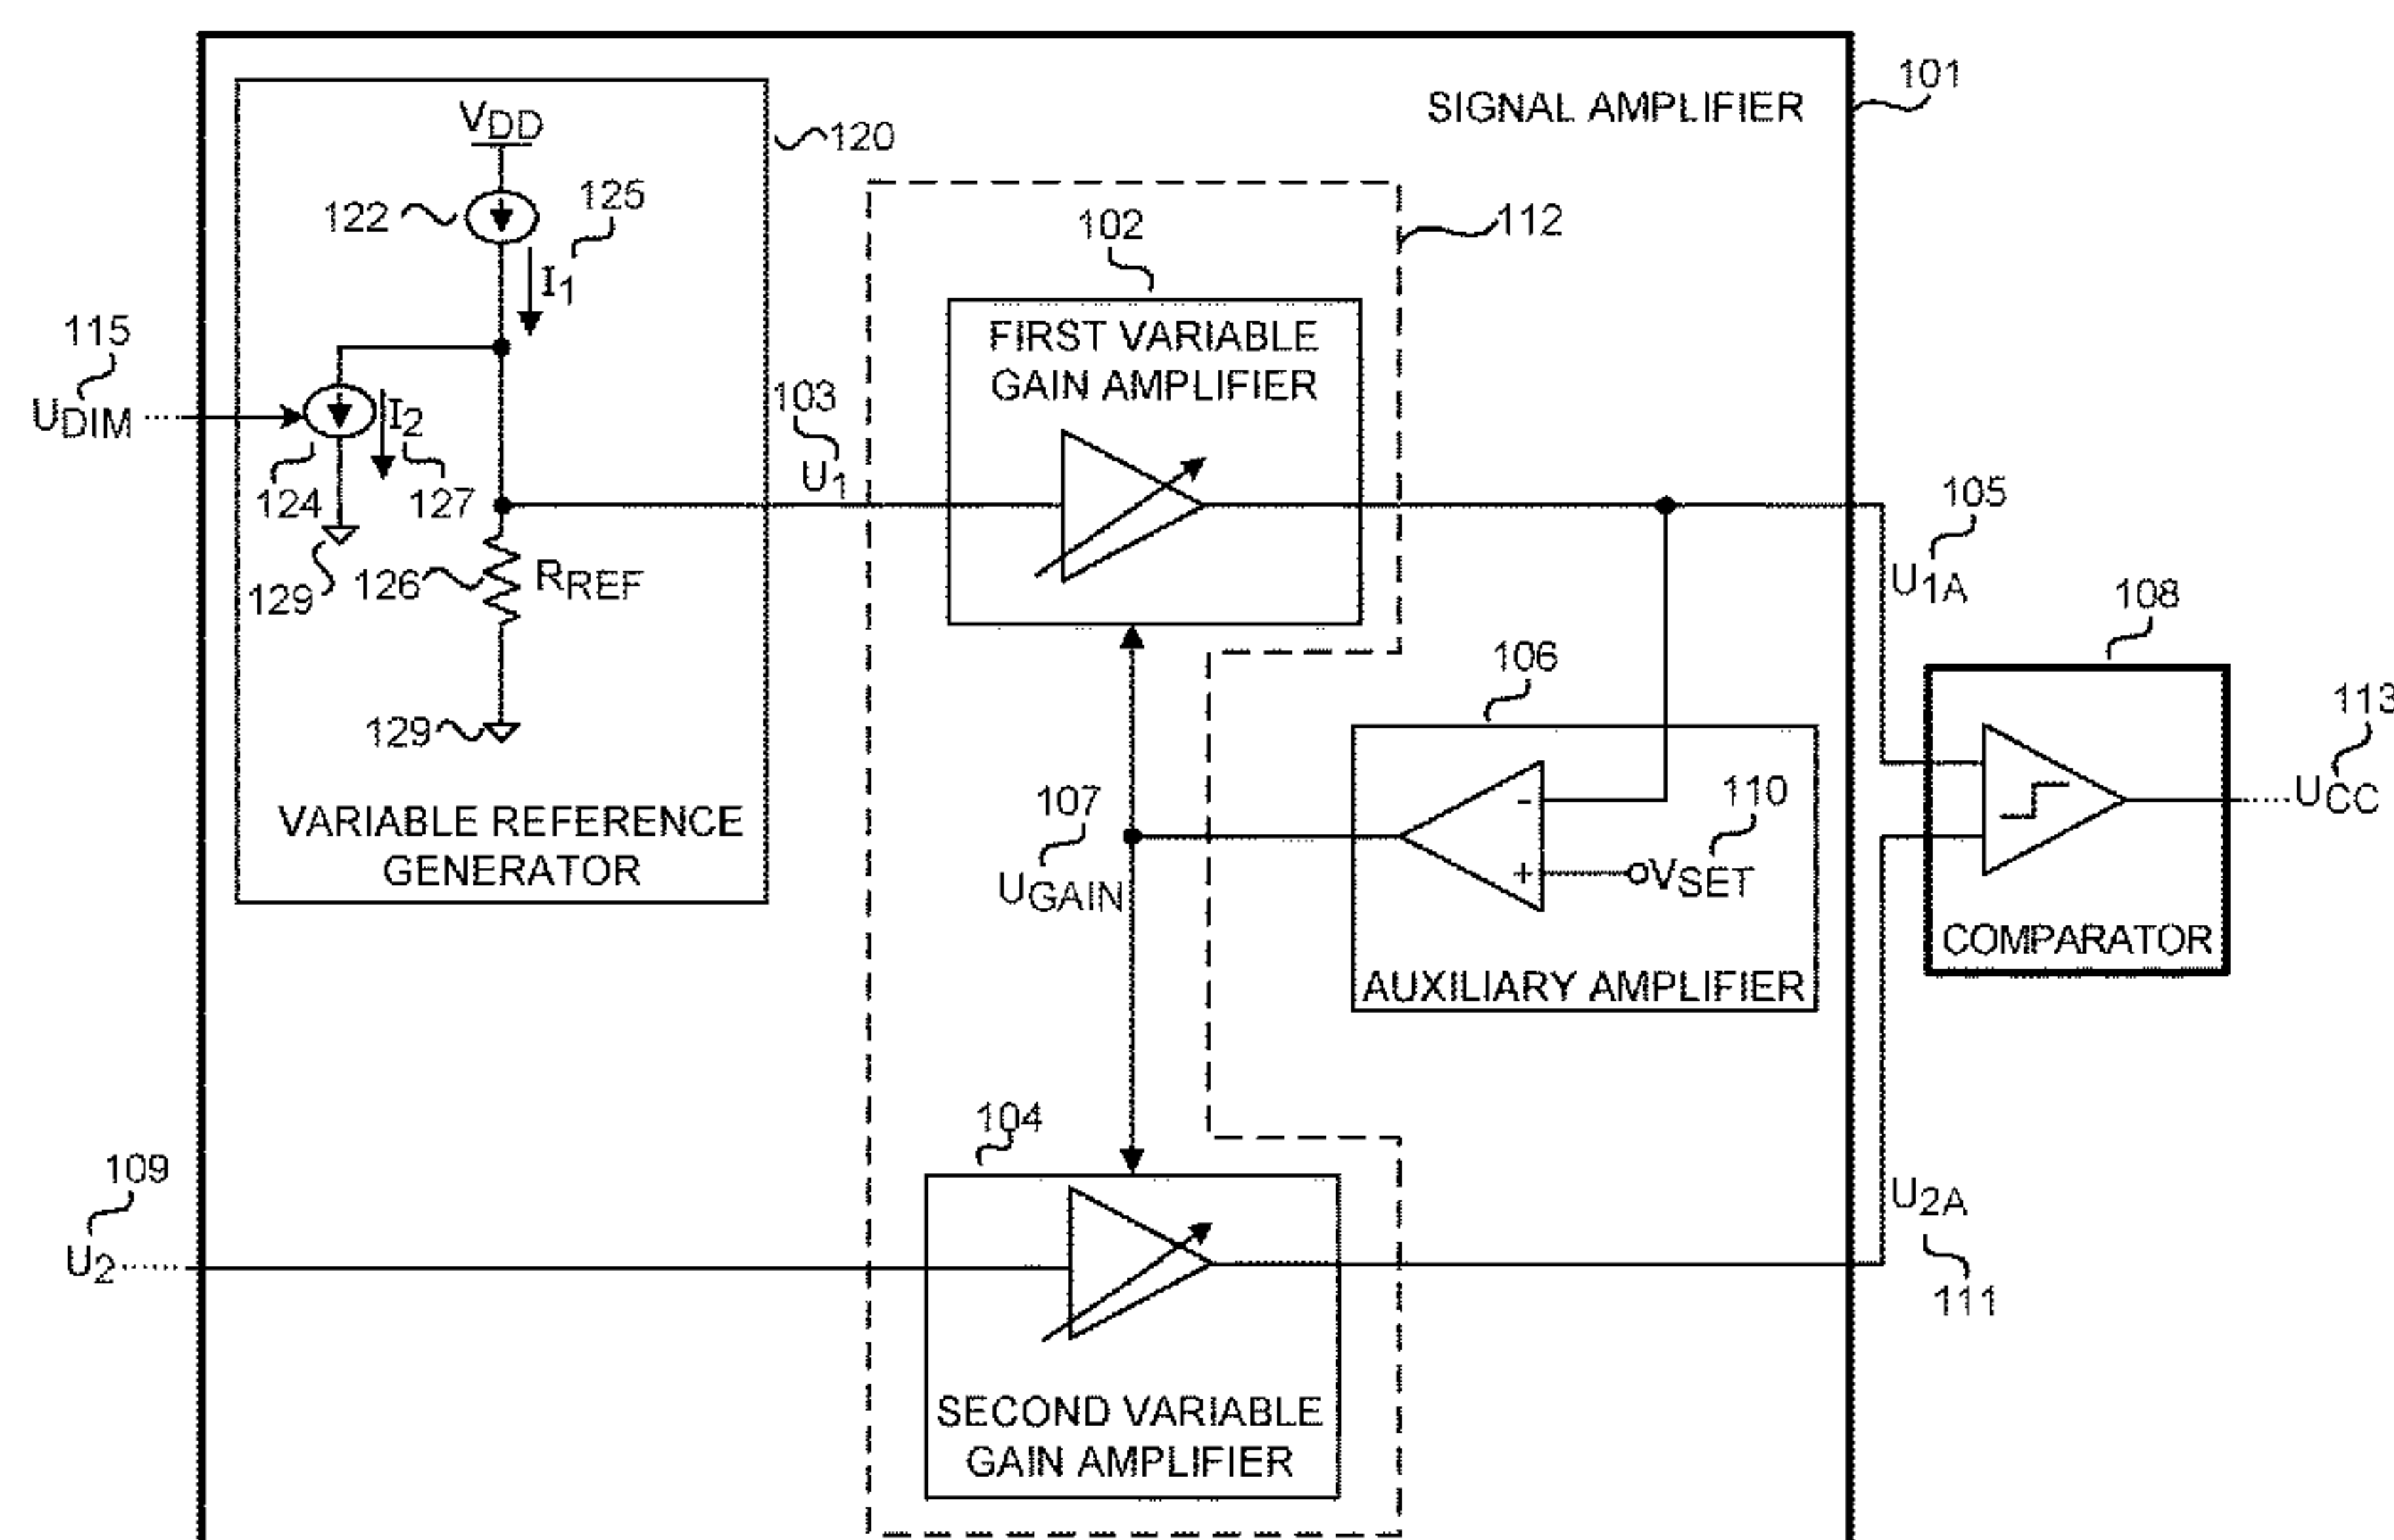 SIGNAL AMPLIFIER
101
VDD
120
122
125
I1
102
112
115
UDIM
I2
124
127
129
126
RREF
129
VARIABLE REFERENCE
GENERATOR
103
U1
FIRST VARIABLE
GAIN AMPLIFIER
105
U1A
106
108
113
107
UGAIN
-
+
110
VSET
AUXILIARY AMPLIFIER
COMPARATOR
UCC
104
109
U2
SECOND VARIABLE
GAIN AMPLIFIER
U2A
111